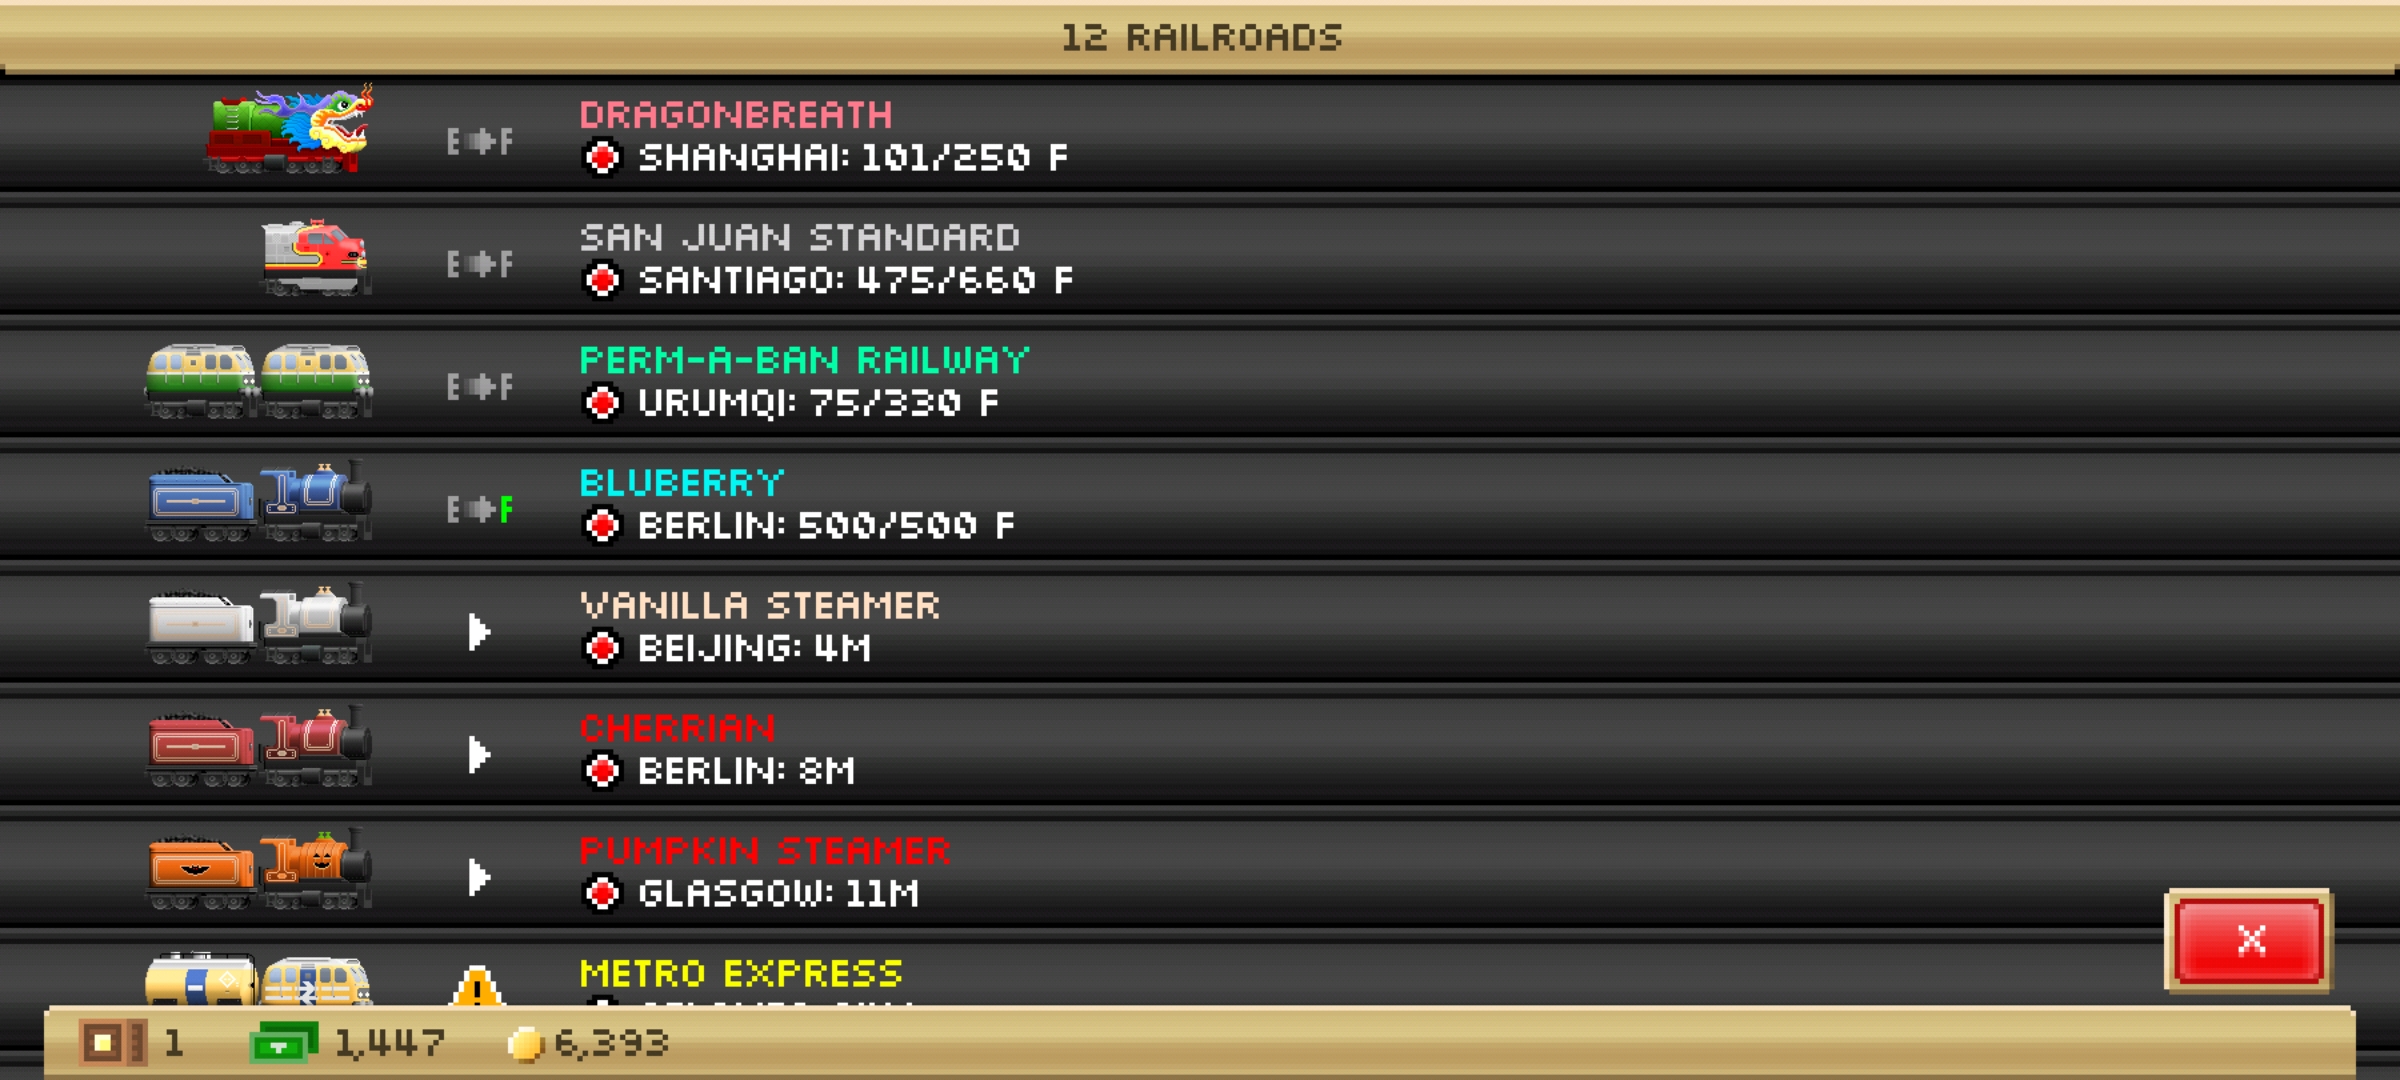 12 RAILROADS
DRAGONBREATH
E F
SHANGHAI: 101/250 F
SAN JUAN STANDARD
E F
SANTIAGO: 475/660 F
PERM-A-BAN RAILWAY
E F
URUMQI: 75/330 F
BLUBERRY
E F
BERLIN: 500/500 F
VANILLA STEAMER
BEIJING: 4M
CHERRIAN
BERLIN: 8M
PUMPKIN STEAMER
GLASGOW: 11M
X
METRO EXPRESS
1 1,447 6,393